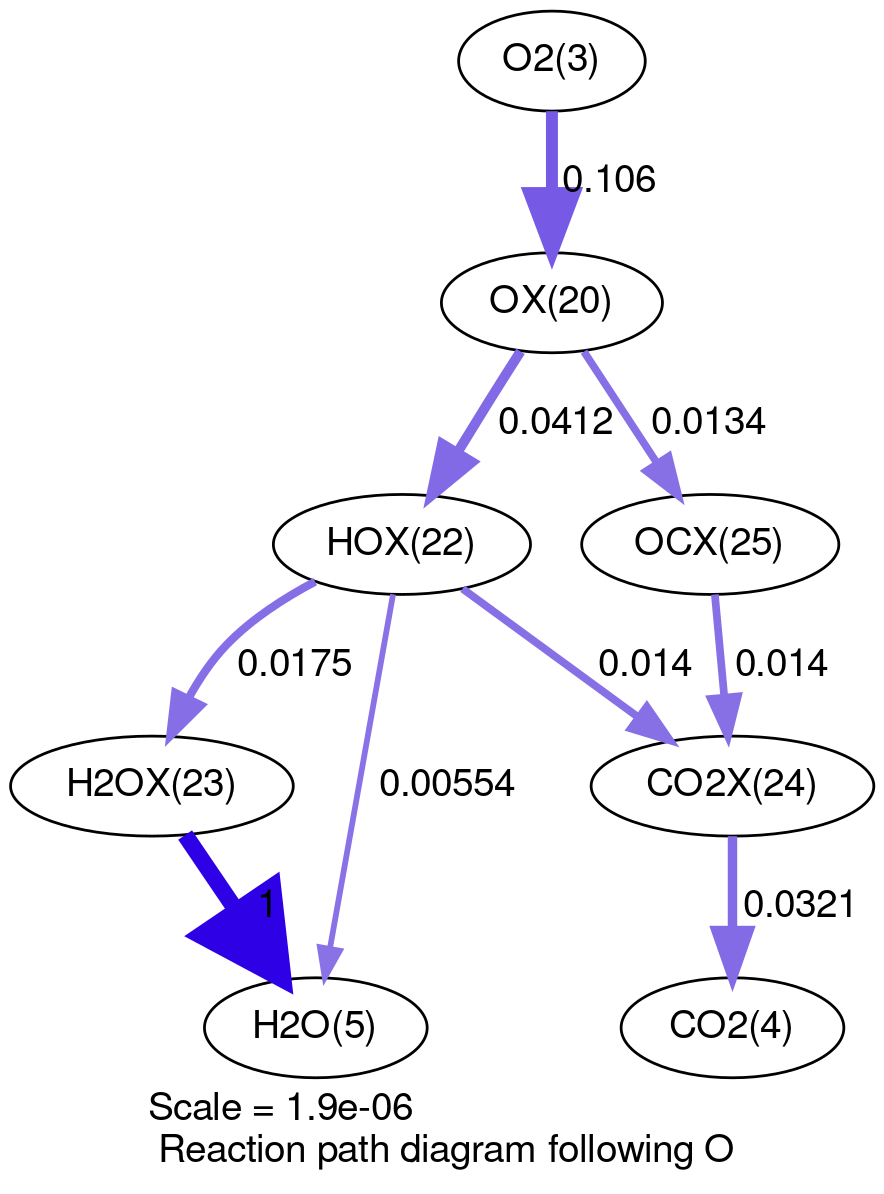 O2(3)
0.106
OX(20)
0.0412
0.0134
HOX(22)
OCX(25)
0.0175
0.014
0.014
0.00554
H2OX(23)
CO2X(24)
1
0.0321
H2O(5)
CO2(4)
Scale = 1.9e-06
Reaction path diagram following O